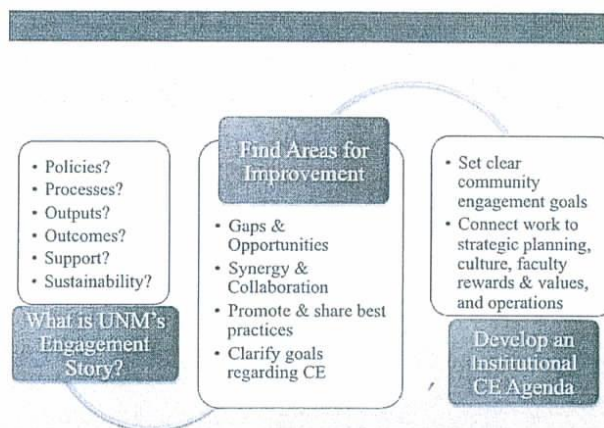 • Policies?
• Processes?
• Outputs?
• Outcomes?
• Support?
• Sustainability?
What is UNM's
Engagement
Story?
Find Areas for
Improvement
• Gaps &
Opportunities
• Synergy &
Collaboration
• Promote & share best
practices
• Clarify goals
regarding CE
• Set clear
community
engagement goals
• Connect work to
strategic planning,
culture, faculty
rewards & values,
and operations
Develop an
Institutional
CE Agenda